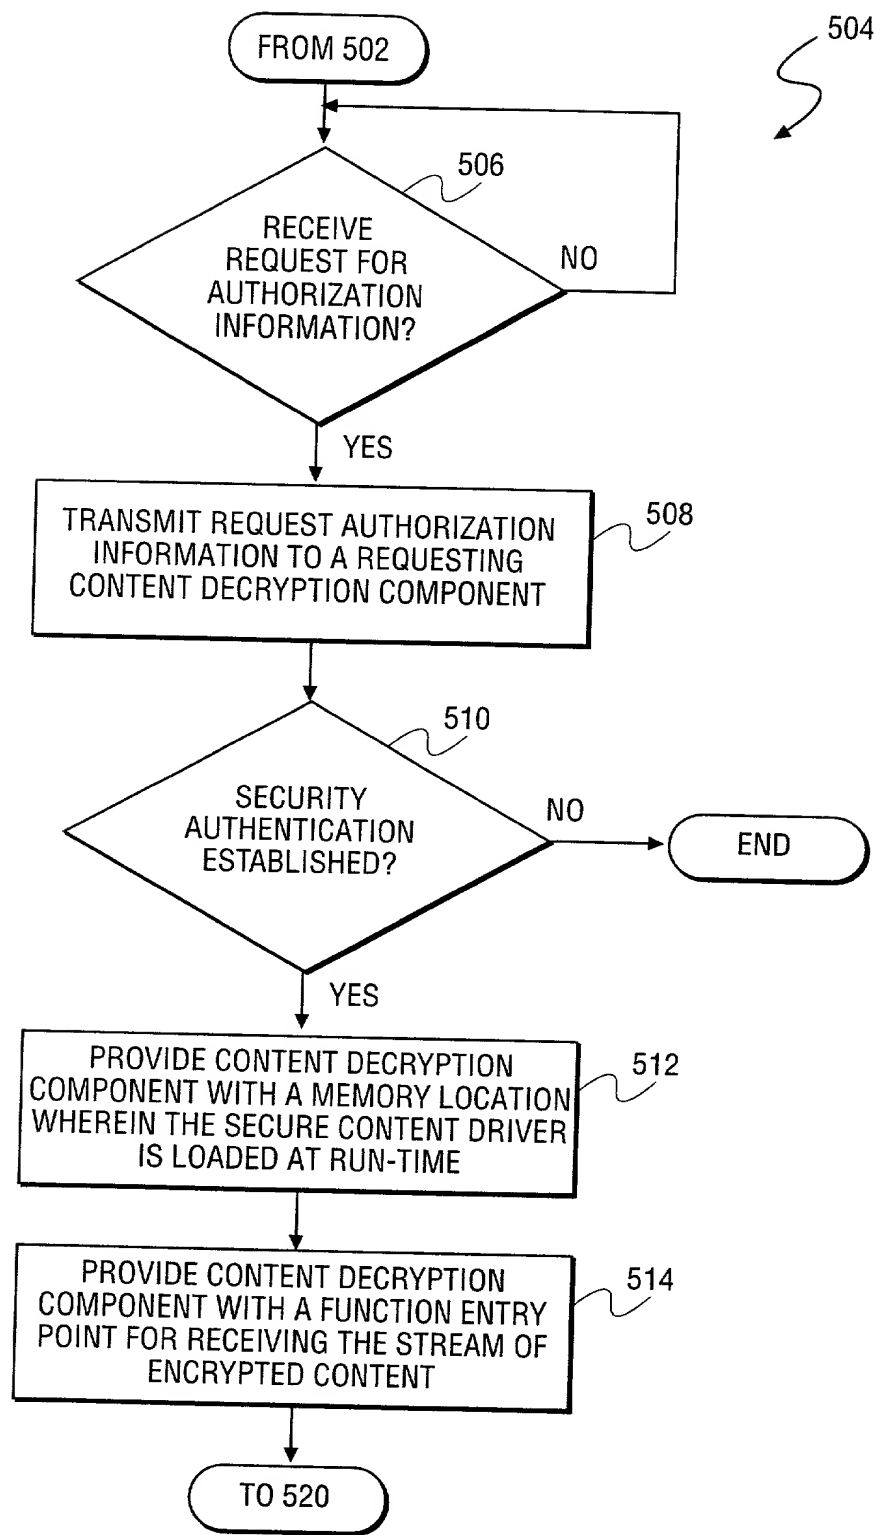 FROM 502
504
506
RECEIVE
REQUEST FOR
AUTHORIZATION
INFORMATION?
NO
YES
508
TRANSMIT REQUEST AUTHORIZATION
INFORMATION TO A REQUESTING
CONTENT DECRYPTION COMPONENT
510
SECURITY
AUTHENTICATION
ESTABLISHED?
NO
END
YES
512
PROVIDE CONTENT DECRYPTION
COMPONENT WITH A MEMORY LOCATION
WHEREIN THE SECURE CONTENT DRIVER
IS LOADED AT RUN-TIME
514
PROVIDE CONTENT DECRYPTION
COMPONENT WITH A FUNCTION ENTRY
POINT FOR RECEIVING THE STREAM OF
ENCRYPTED CONTENT
TO 520